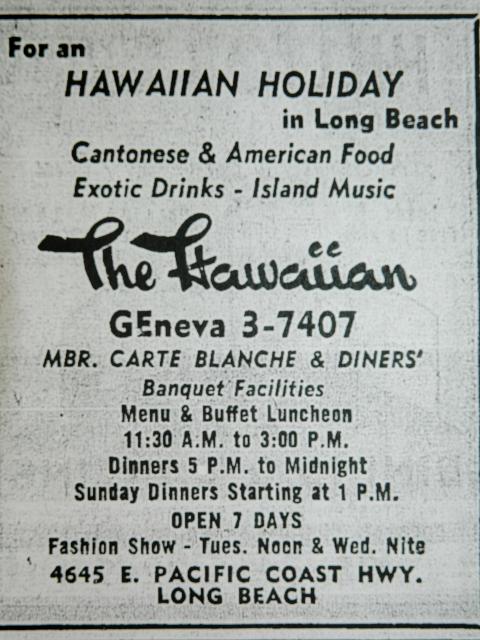 For an
HAWAIIAN HOLIDAY
in Long Beach
Cantonese & American Food
Exotic Drinks - Island Music
The Hawaiian
GEneva 3-7407
MBR. CARTE BLANCHE & DINERS'
Banquet Facilities
Menu & Buffet Luncheon
11:30 A.M. to 3:00 P.M.
Dinners 5 P.M. to Midnight
Sunday Dinners Starting at 1 P.M.
OPEN 7 DAYS
Fashion Show - Tues. Noon & Wed. Nite
4645 E. PACIFIC COAST HWY.
LONG BEACH